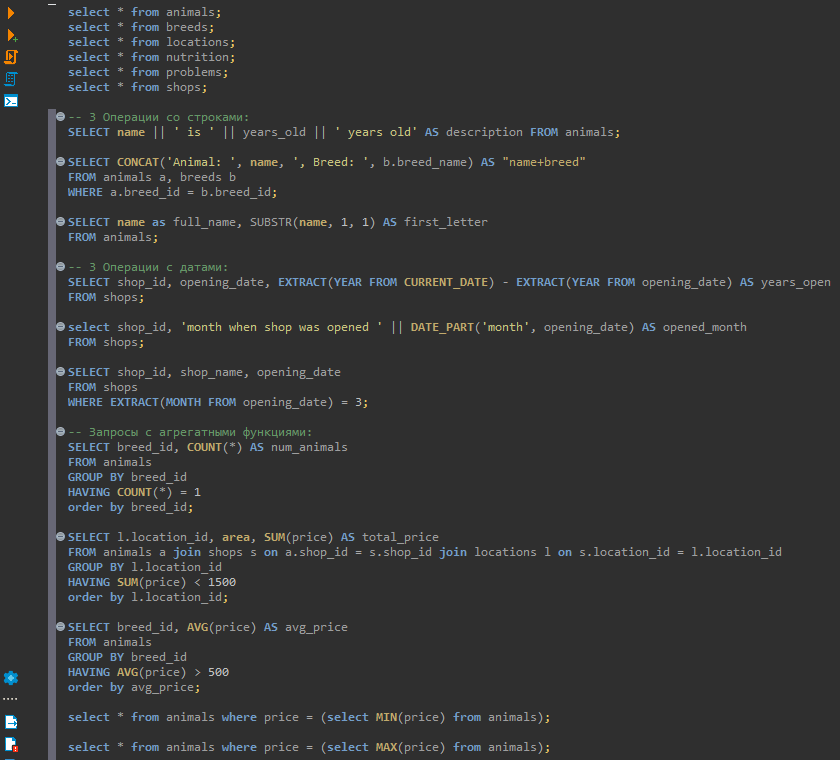 select * from animals;
select * from breeds;
select * from locations;
select * from nutrition;
select * from problems;
select * from shops;
-- 3 Операции со строками:
SELECT name || ' is ' || years_old || ' years old' AS description FROM animals;
SELECT CONCAT('Animal: ', name, ', Breed: ', b.breed_name) AS "name+breed"
FROM animals a, breeds b
WHERE a.breed_id = b.breed_id;
SELECT name as full_name, SUBSTR(name, 1, 1) AS first_letter
FROM animals;
-- 3 Операции с датами:
SELECT shop_id, opening_date, EXTRACT(YEAR FROM CURRENT_DATE) - EXTRACT(YEAR FROM opening_date) AS years_open
FROM shops;
select shop_id, 'month when shop was opened ' || DATE_PART('month', opening_date) AS opened_month
FROM shops;
SELECT shop_id, shop_name, opening_date
FROM shops
WHERE EXTRACT(MONTH FROM opening_date) = 3;
-- Запросы с агрегатными функциями:
SELECT breed_id, COUNT(*) AS num_animals
FROM animals
GROUP BY breed_id
HAVING COUNT(*) = 1
order by breed_id;
SELECT l.location_id, area, SUM(price) AS total_price
FROM animals a join shops s on a.shop_id = s.shop_id join locations l on s.location_id = l.location_id
GROUP BY l.location_id
HAVING SUM(price) < 1500
order by l.location_id;
SELECT breed_id, AVG(price) AS avg_price
FROM animals
GROUP BY breed_id
HAVING AVG(price) > 500
order by avg_price;
select * from animals where price = (select MIN(price) from animals);
select * from animals where price = (select MAX(price) from animals);